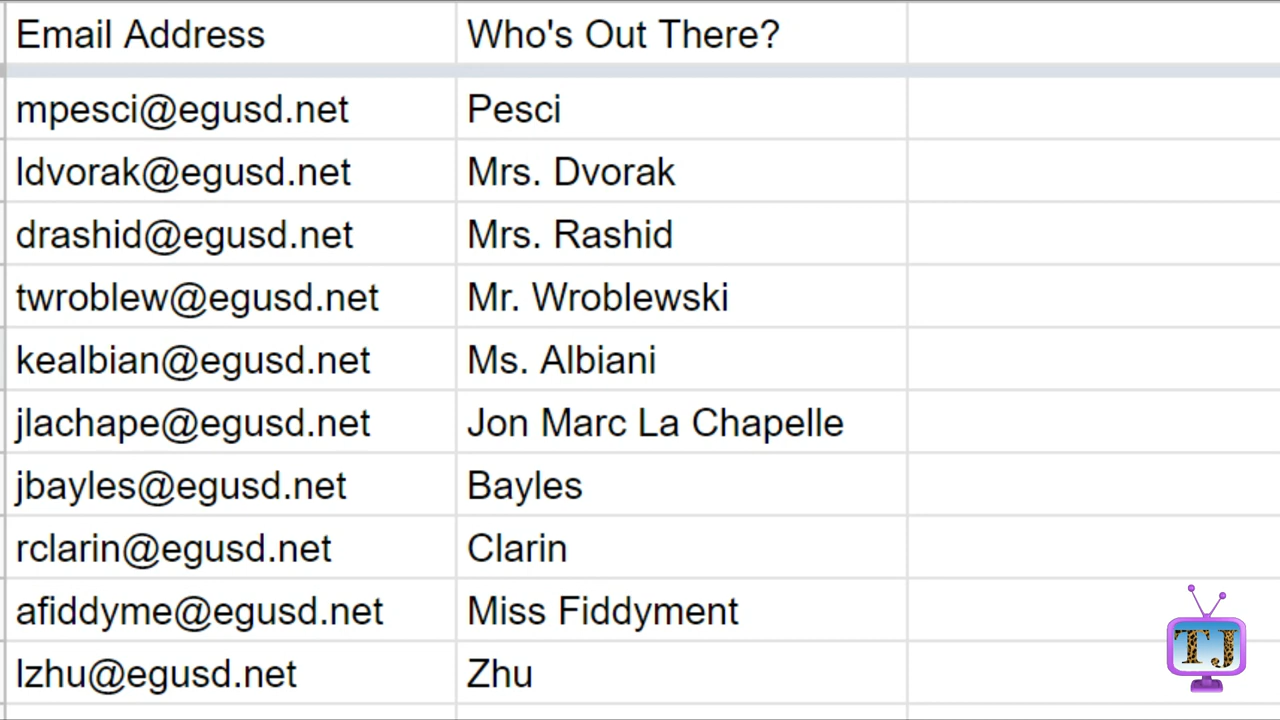 Email Address Who's Out There?
mpesci@egusd.net Pesci
ldvorak@egusd.net Mrs. Dvorak
drashid@egusd.net Mrs. Rashid
twroblew@egusd.net Mr. Wroblewski
kealbian@egusd.net Ms. Albiani
jlachape@egusd.net Jon Marc La Chapelle
jbayles@egusd.net Bayles
rclarin@egusd.net Clarin
afiddyme@egusd.net Miss Fiddyment
lzhu@egusd.net Zhu
TJ